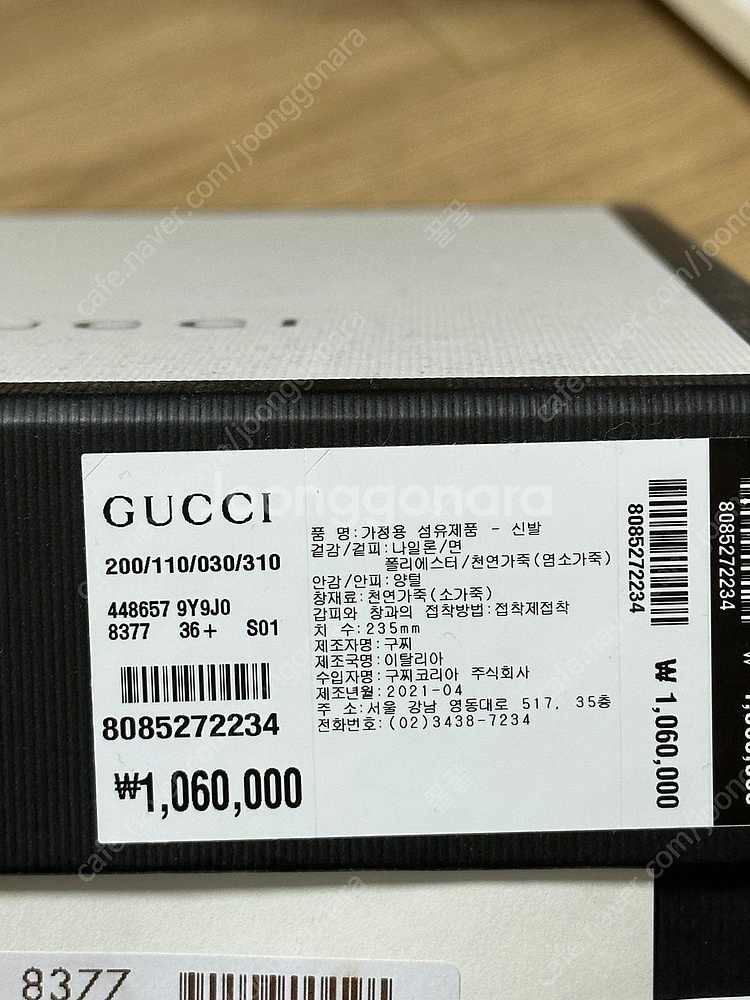 UCCI
GUCCI
200/110/030/310
448657 9Y9J0
8377 36+ S01
8085272234
₩1,060,000
품 명:가정용 섬유제품 - 신발
겉감/겉피:나일론/면
폴리에스터/천연가죽(염소가죽)
안감/안피:양털
창재료:천연가죽(소가죽)
갑피와 창과의 접착방법:접착제접착
치 수:235mm
제조자명:구찌
제조국명:이탈리아
수입자명:구찌코리아 주식회사
제조년월:2021-04
주 소:서울 강남 영동대로 517, 35층
전화번호:(02)3438-7234
8085272234
₩ 1,060,000
8085272234
8377
joonggonara
cafe.naver.com/joonggonara